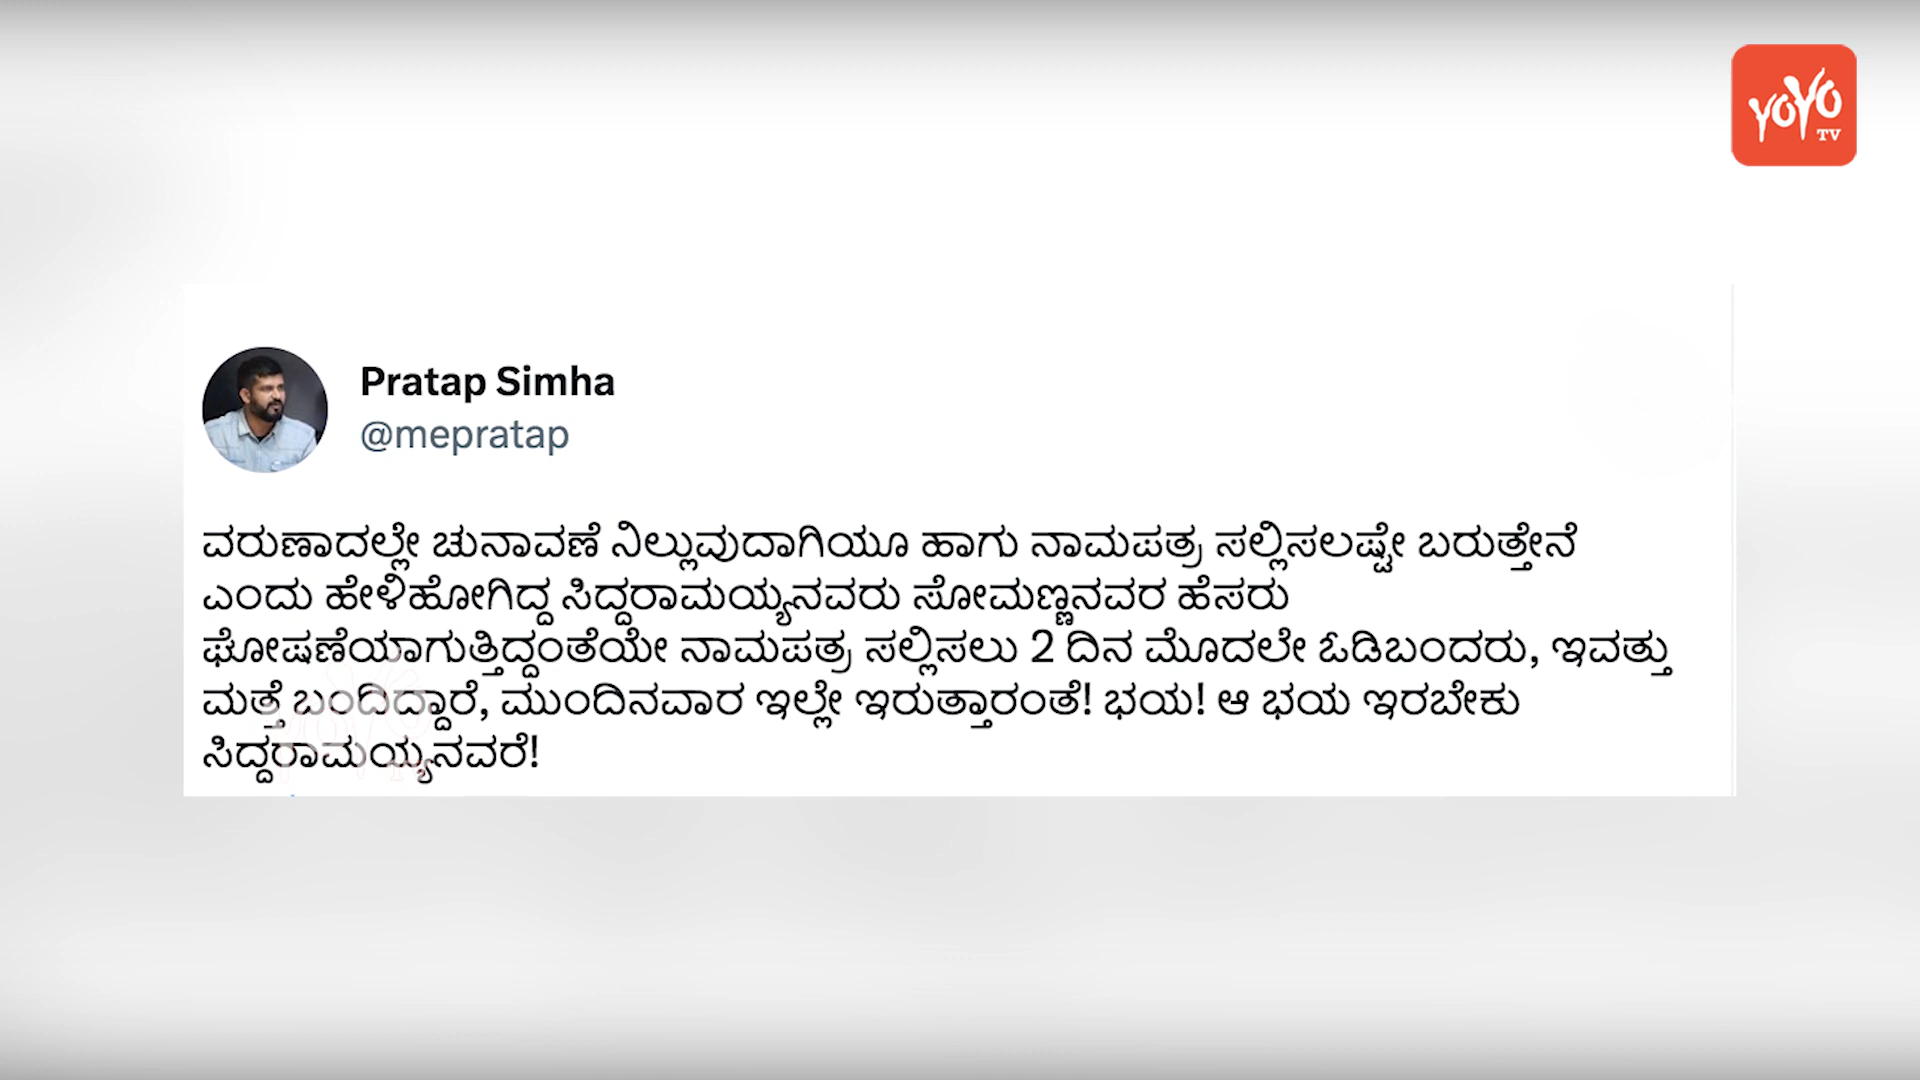 YOYO
TV
Pratap Simha
@mepratap
ವರುಣಾದಲ್ಲೇ ಚುನಾವಣೆ ನಿಲ್ಲುವುದಾಗಿಯೂ ಹಾಗು ನಾಮಪತ್ರ ಸಲ್ಲಿಸಲಷ್ಟೇ ಬರುತ್ತೇನೆ
ಎಂದು ಹೇಳಿಹೋಗಿದ್ದ ಸಿದ್ದರಾಮಯ್ಯನವರು ಸೋಮಣ್ಣನವರ ಹೆಸರು
ಘೋಷಣೆಯಾಗುತ್ತಿದ್ದಂತೆಯೇ ನಾಮಪತ್ರ ಸಲ್ಲಿಸಲು 2 ದಿನ ಮೊದಲೇ ಓಡಿಬಂದರು, ಇವತ್ತು
ಮತ್ತೆ ಬಂದಿದ್ದಾರೆ, ಮುಂದಿನವಾರ ಇಲ್ಲೇ ಇರುತ್ತಾರಂತೆ! ಭಯ! ಆ ಭಯ ಇರಬೇಕು
ಸಿದ್ದರಾಮಯ್ಯನವರೆ!